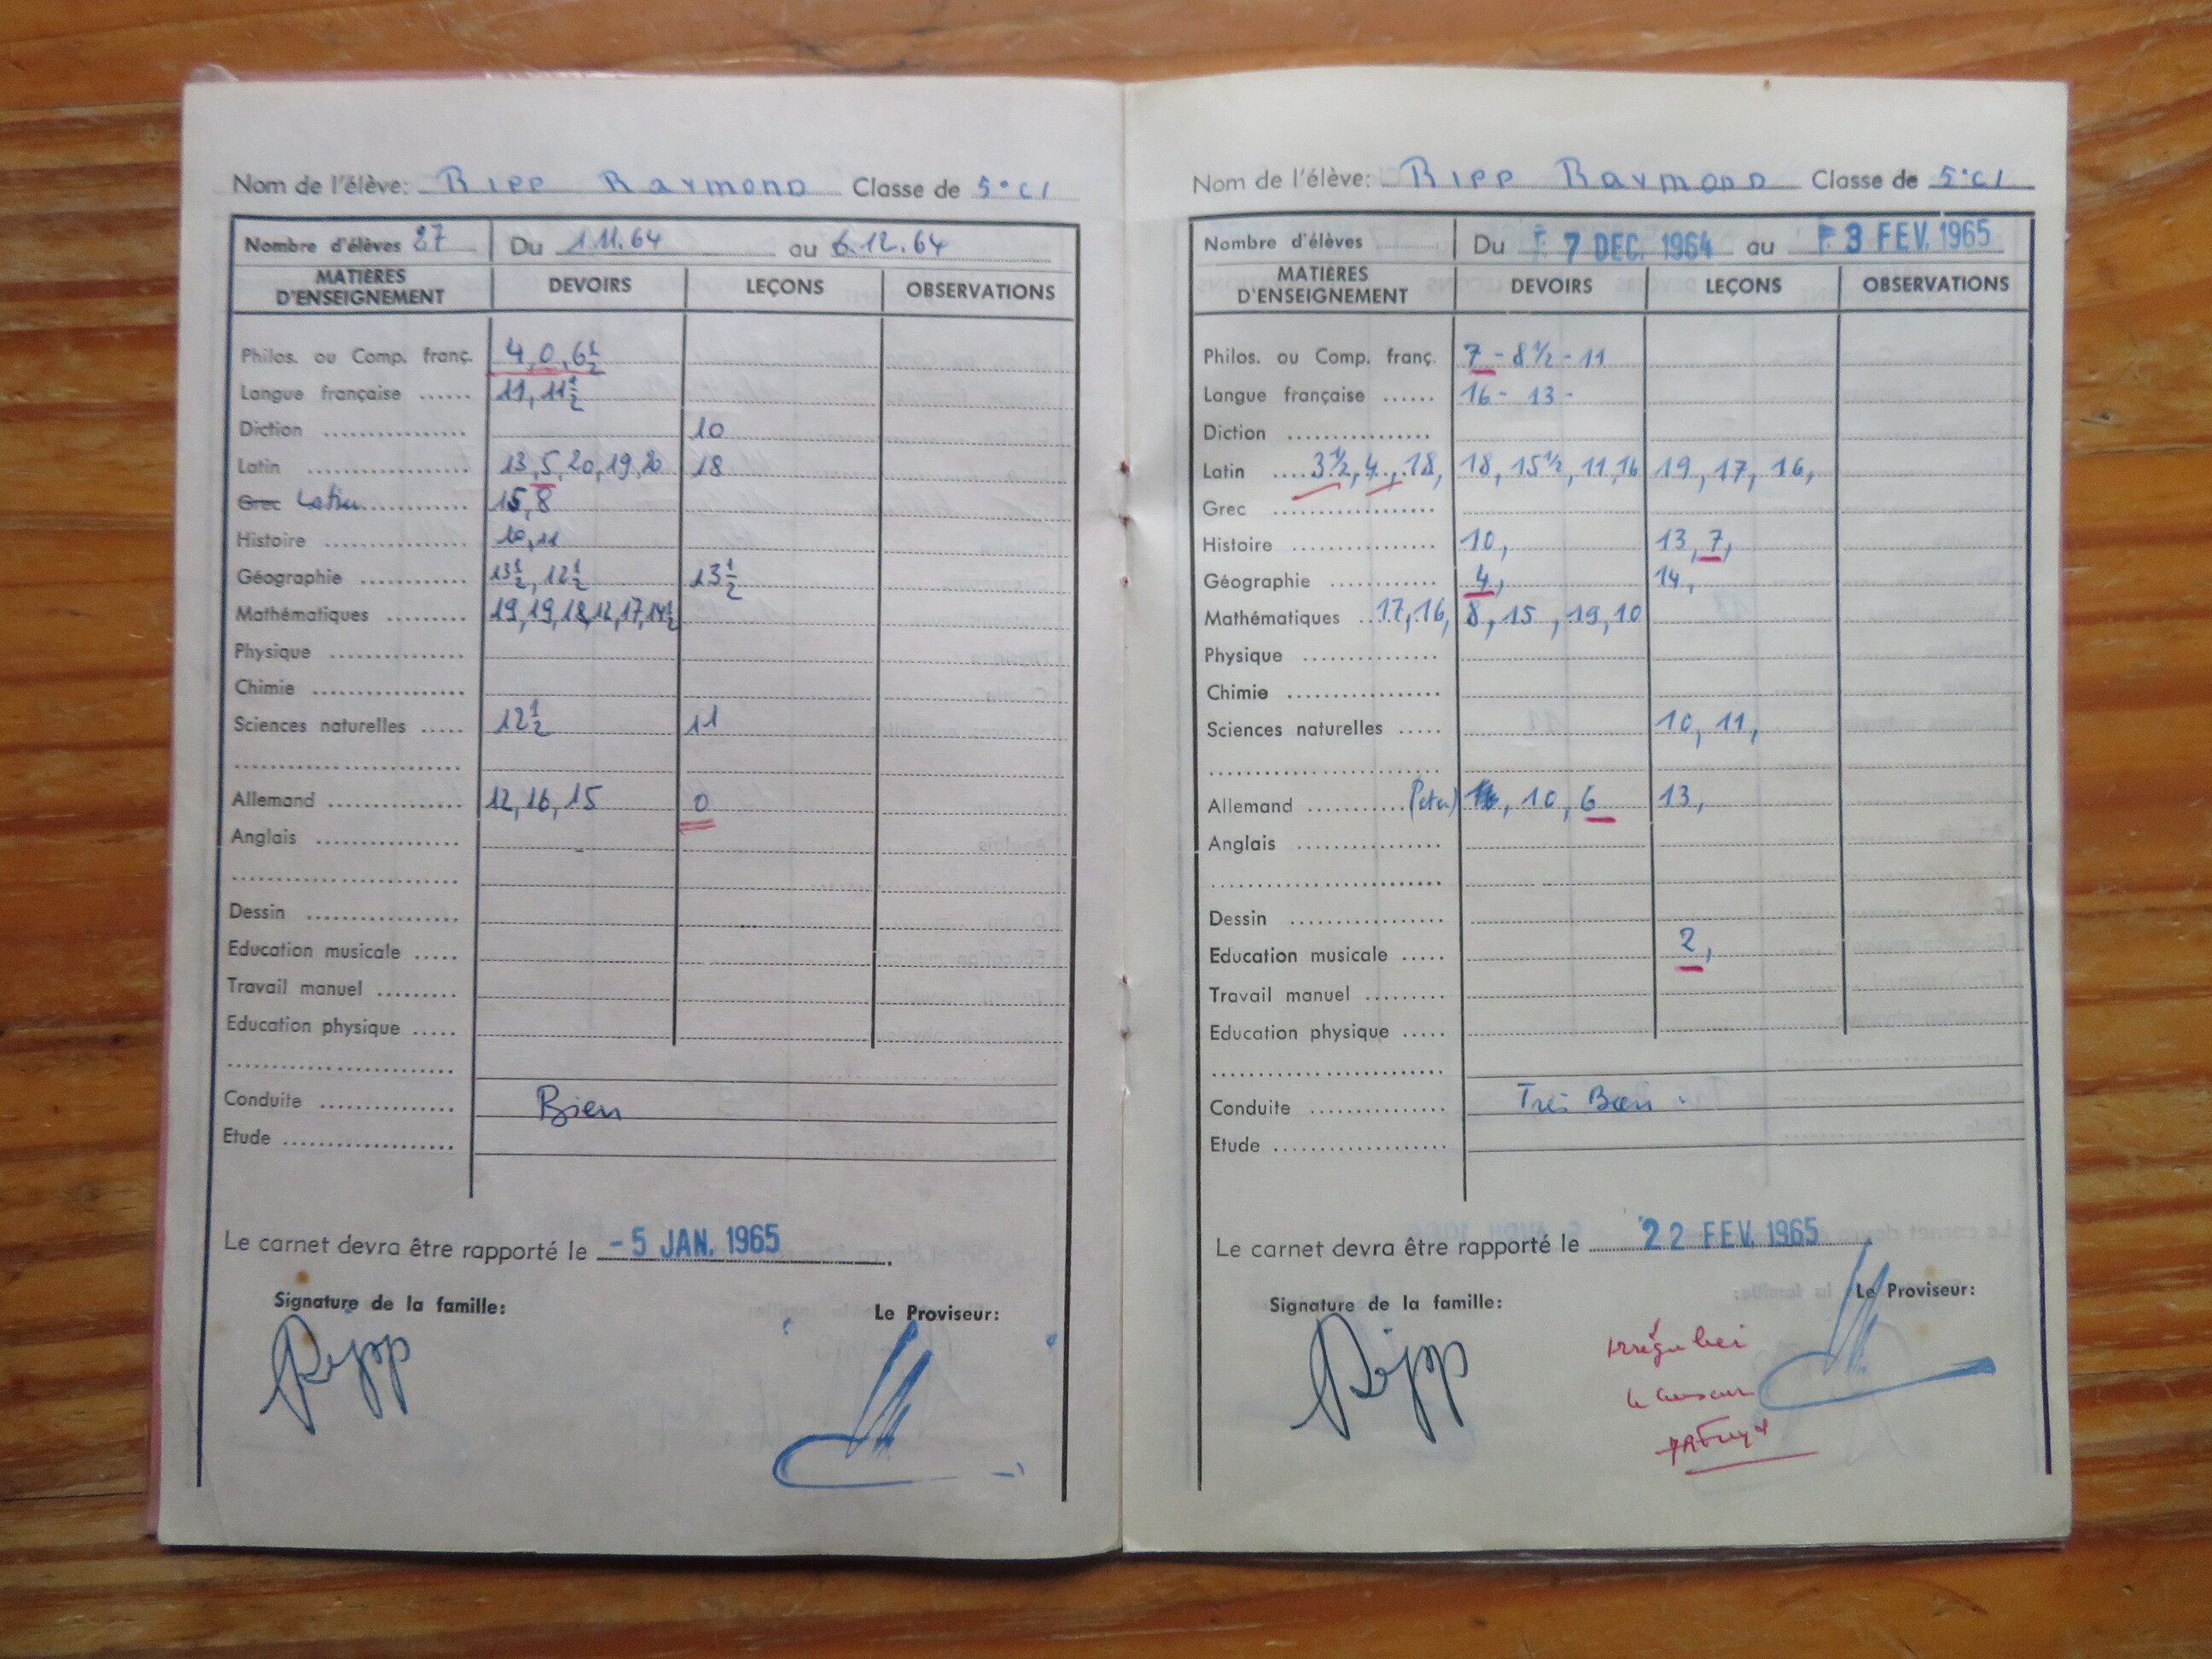 Nom de l'élève: Ripp Raymond Classe de 5°C1
Nombre d'élèves 27 Du 1.11.64 au 6.12.64
MATIÈRES D'ENSEIGNEMENT DEVOIRS LEÇONS OBSERVATIONS
Philos. ou Comp. franç. 4, 0, 6½
Langue française ...... 11, 11½
Diction ................ 10
Latin ................ 13, 5, 20, 19, 20 18
Grec Latin ............ 15, 8
Histoire ................ 10, 11
Géographie ............ 13½, 12½ 13½
Mathématiques ......... 19, 19, 18, 12, 17, 14½
Physique ...............
Chimie .................
Sciences naturelles ..... 12½ 11
Allemand ............... 12, 16, 15 0
Anglais ................
Dessin .................
Education musicale .....
Travail manuel .........
Education physique .....
Conduite ............... Bien
Etude ..................
Le carnet devra être rapporté le - 5 JAN. 1965
Signature de la famille: Le Proviseur:
Ripp
Nom de l'élève: Ripp Raymond Classe de 5°C1
Nombre d'élèves Du 7 DEC. 1964 au 3 FEV. 1965
MATIÈRES D'ENSEIGNEMENT DEVOIRS LEÇONS OBSERVATIONS
Philos. ou Comp. franç. 7 - 8½ - 11
Langue française ...... 16 - 13 -
Diction ................
Latin .... 3½, 4, 18, 18, 15½, 11, 16 19, 17, 16,
Grec ..................
Histoire ................ 10, 13, 7,
Géographie ............ 4, 14,
Mathématiques .. 17, 16, 8, 15, 19, 10
Physique ...............
Chimie .................
Sciences naturelles ..... 10, 11,
Allemand .......... , 10, 6 13,
Anglais ................
Dessin .................
Education musicale ..... 2,
Travail manuel .........
Education physique .....
Conduite ............... Très Bien
Etude ..................
Le carnet devra être rapporté le 22 FEV. 1965
Signature de la famille: Le Proviseur:
Ripp
Irrégulier
le censeur